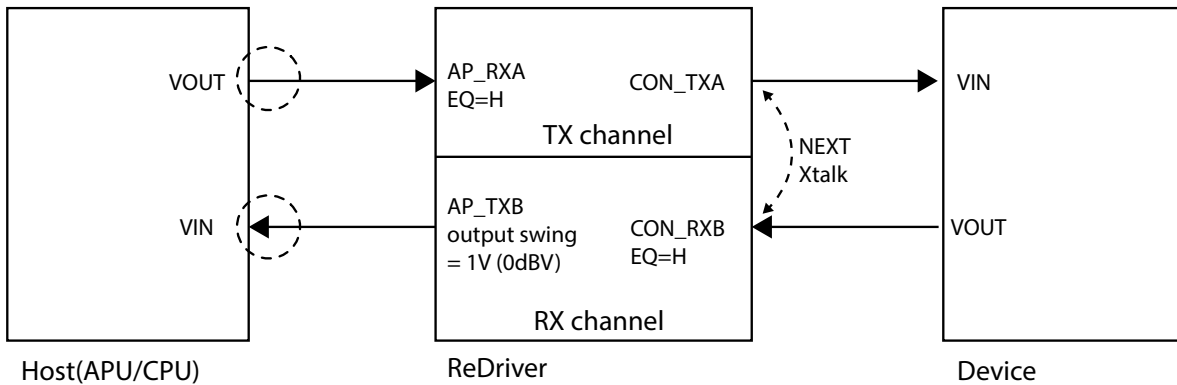 VOUT
AP_RXA
EQ=H
CON_TXA
VIN
TX channel
NEXT
Xtalk
VIN
AP_TXB
output swing
= 1V (0dBV)
CON_RXB
EQ=H
VOUT
RX channel
Host(APU/CPU)
ReDriver
Device